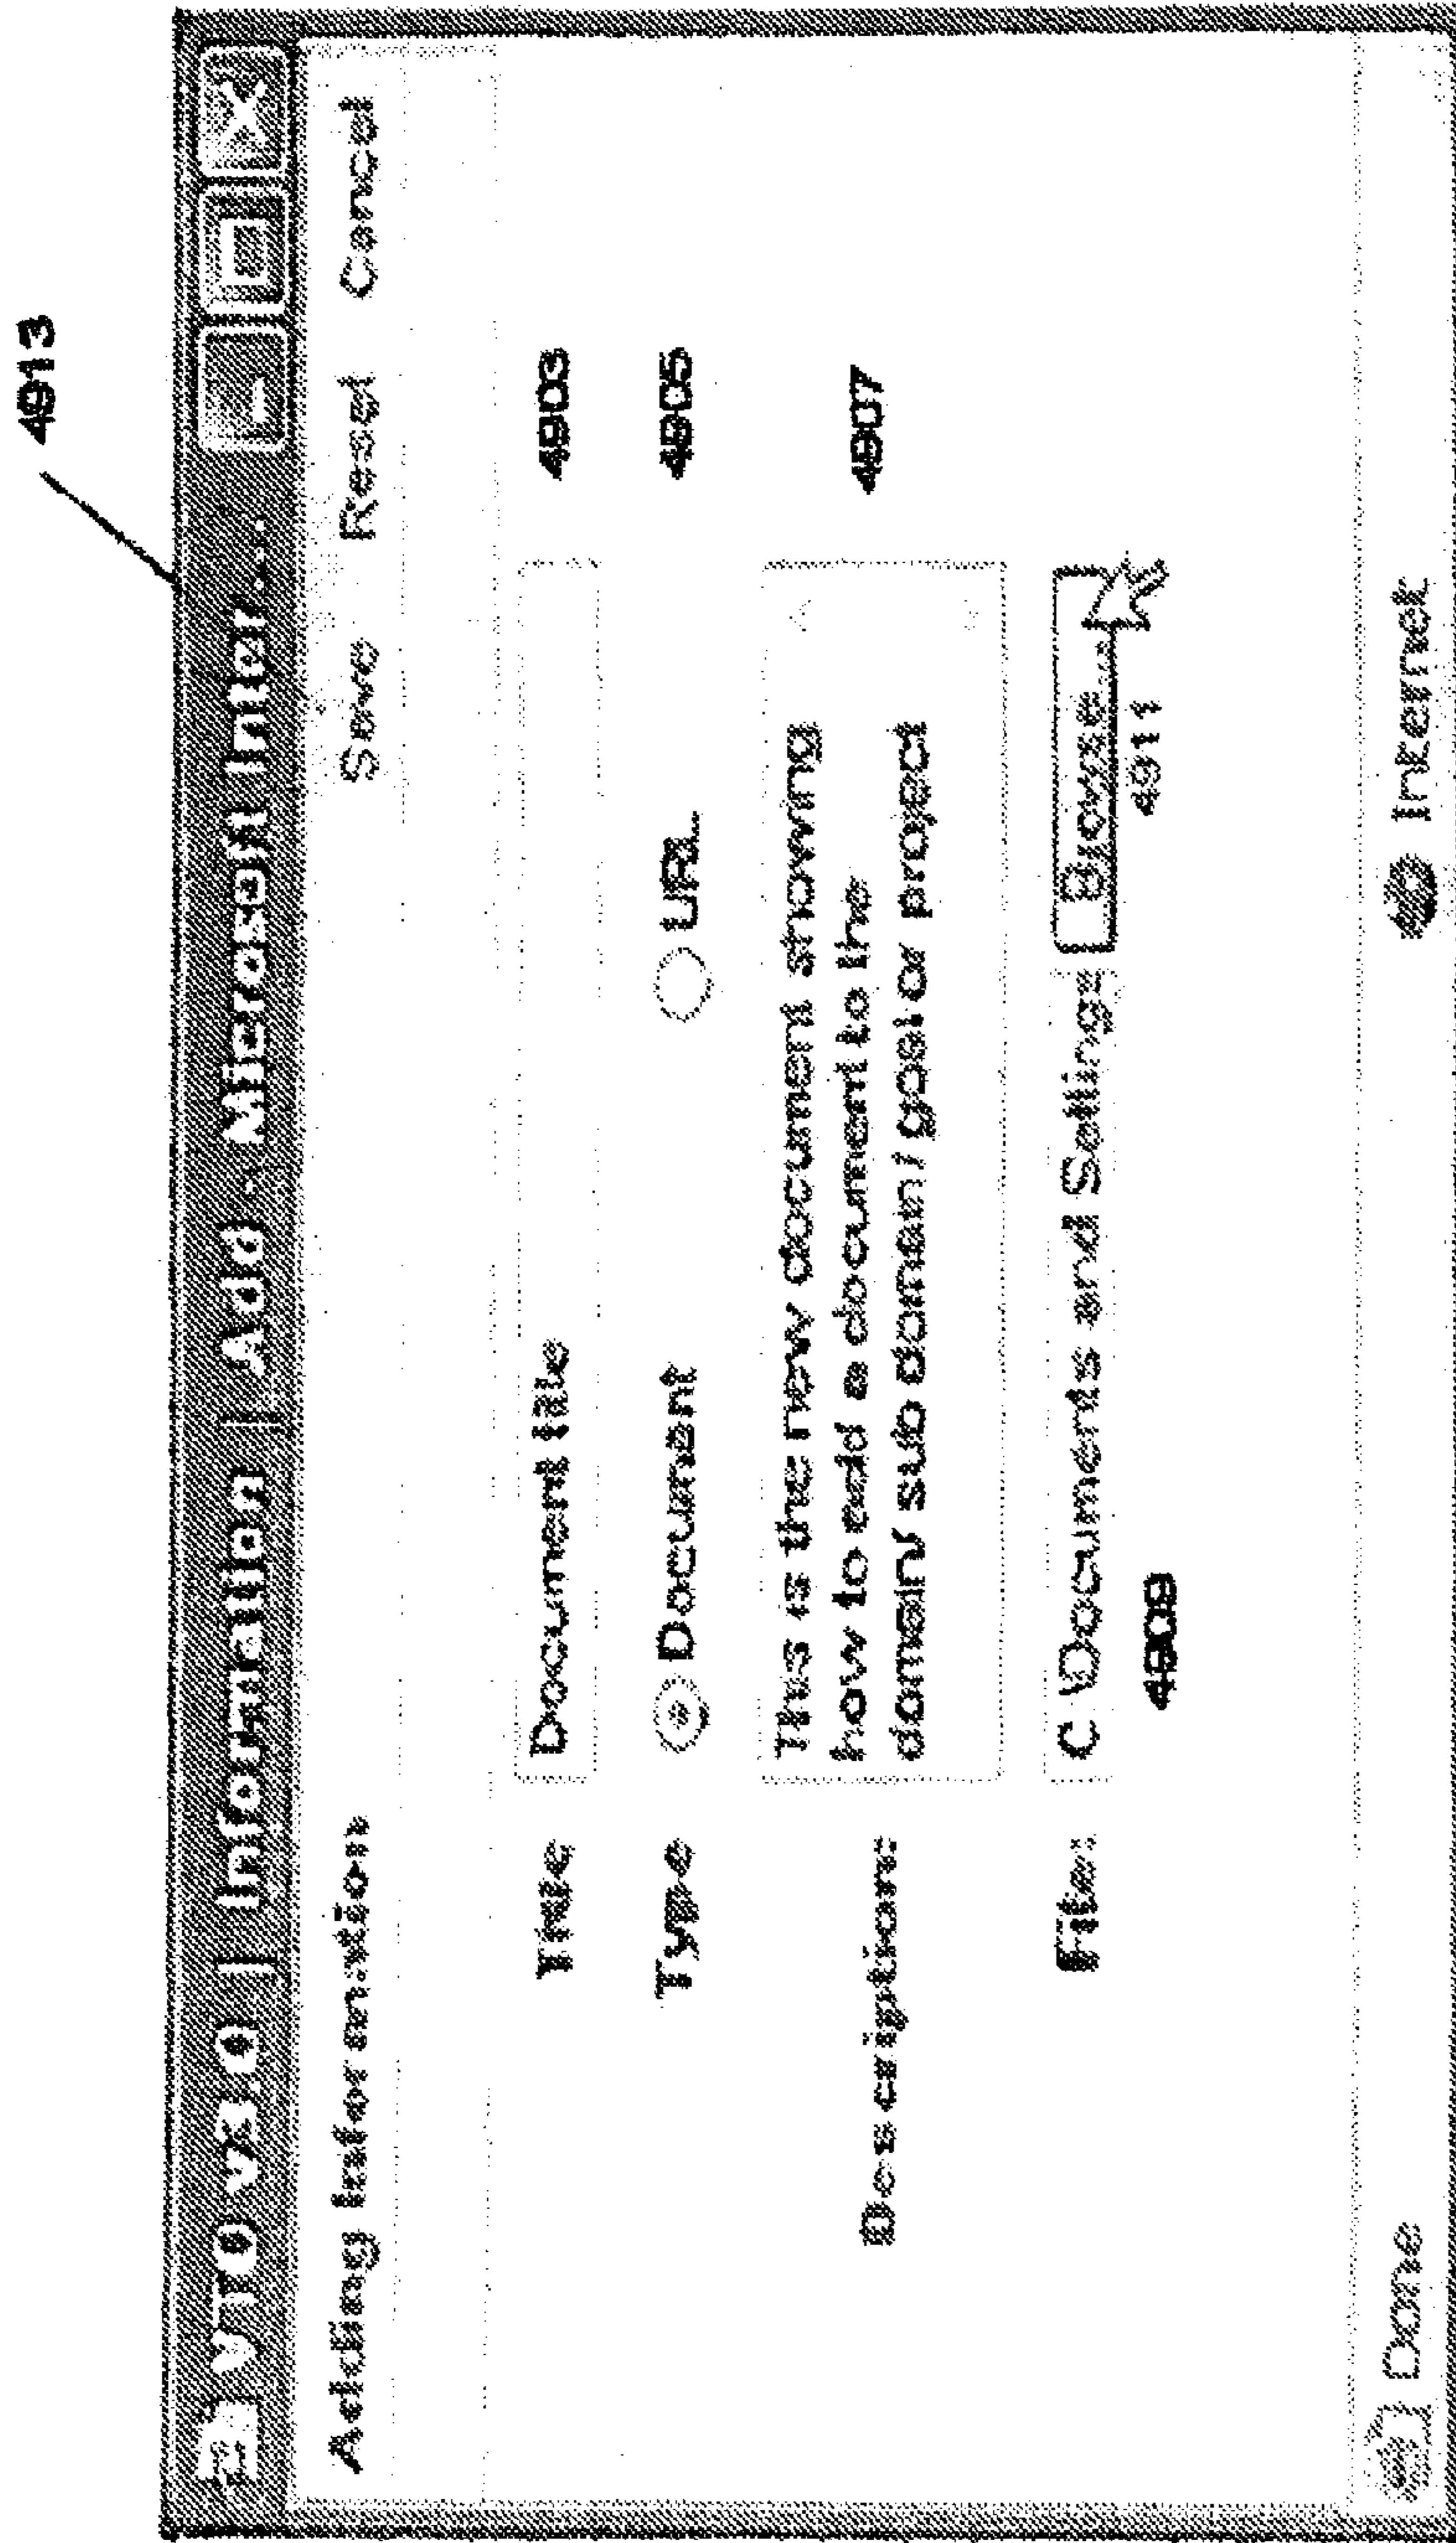 4913
VTO v3.0 || Information || Add - Microsoft Inter...
Adding Information Save Reset Cancel
Title Document title 4903
Type Document URL 4905
Description: This is the new document showing
how to add a document to the
domain/ sub domain/ goal or project 4907
File: C \Documents and Settings Browse...
4909 4911
Done Internet